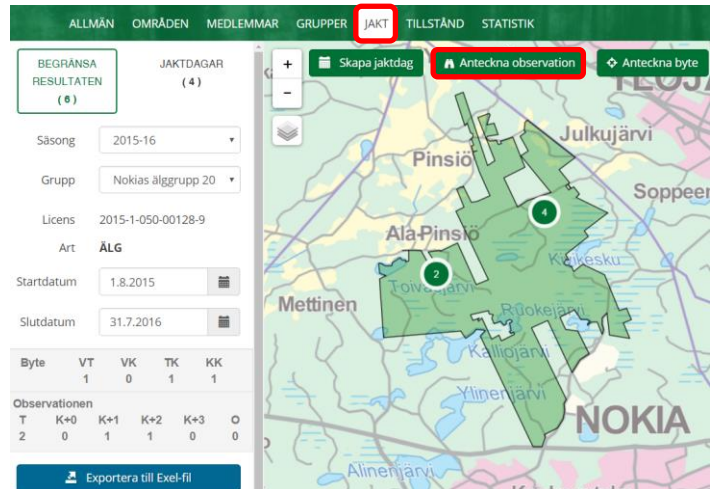 ALLMÄN OMRÅDEN MEDLEMMAR GRUPPER JAKT TILLSTÅND STATISTIK
BEGRÄNSA RESULTATEN
( 6 )
JAKTDAGAR
( 4 )
Säsong 2015-16
Grupp Nokias älggrupp 20
Licens 2015-1-050-00128-9
Art ÄLG
Startdatum 1.8.2015
Slutdatum 31.7.2016
Byte VT VK TK KK
1 0 1 1
Observationen
T K+0 K+1 K+2 K+3 O
2 0 1 1 0 0
Exportera till Exel-fil
+
-
Skapa jaktdag
Anteckna observation
Anteckna byte
Julkujärvi
Pinsiö
Soppeer
4
Ala-Pinsiö
2
Mettinen
Ruokejärvi
Kalliojärvi
Ylinenjärvi
NOKIA
Alinenjärvi